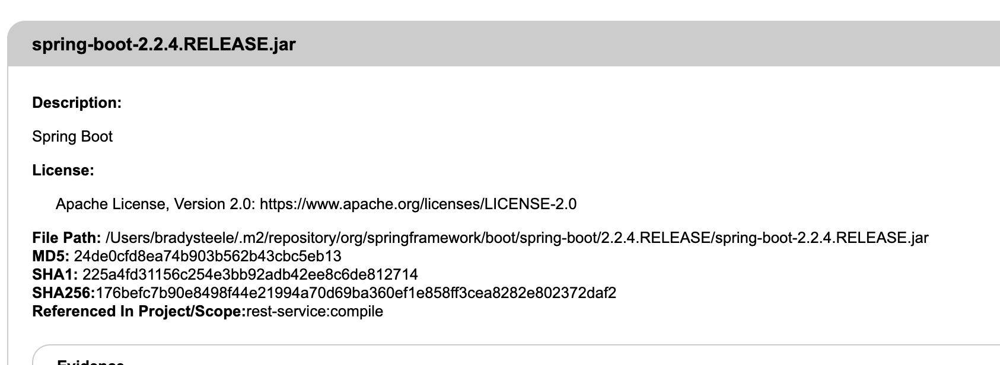 spring-boot-2.2.4.RELEASE.jar
Description:
Spring Boot
License:
Apache License, Version 2.0: https://www.apache.org/licenses/LICENSE-2.0
File Path: /Users/bradysteele/.m2/repository/org/springframework/boot/spring-boot/2.2.4.RELEASE/spring-boot-2.2.4.RELEASE.jar
MD5: 24de0cfd8ea74b903b562b43cbc5eb13
SHA1: 225a4fd31156c254e3bb92adb42ee8c6de812714
SHA256:176befc7b90e8498f44e21994a70d69ba360ef1e858ff3cea8282e802372daf2
Referenced In Project/Scope:rest-service:compile
Evidence